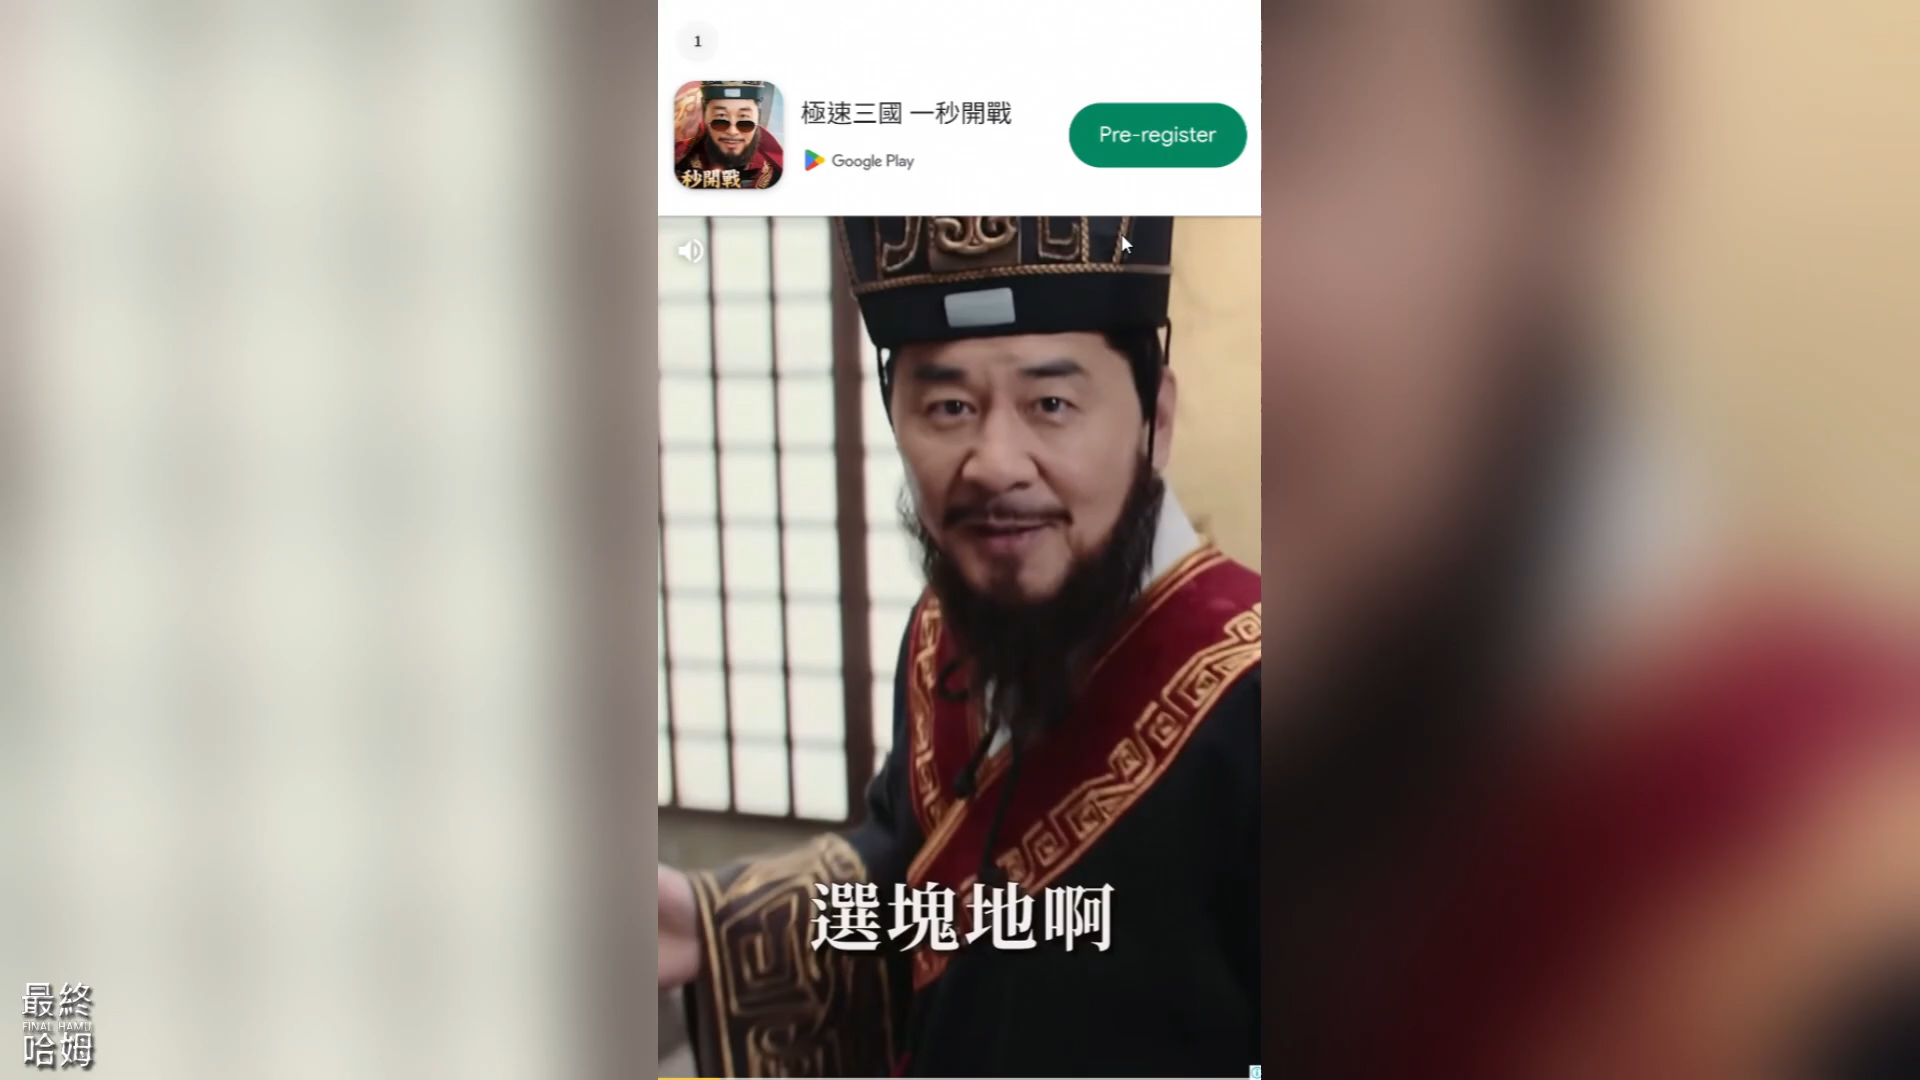 1
極速三國 一秒開戰
Google Play
Pre-register
秒開戰
選塊地啊
最終
FINAL HAMU
哈姆